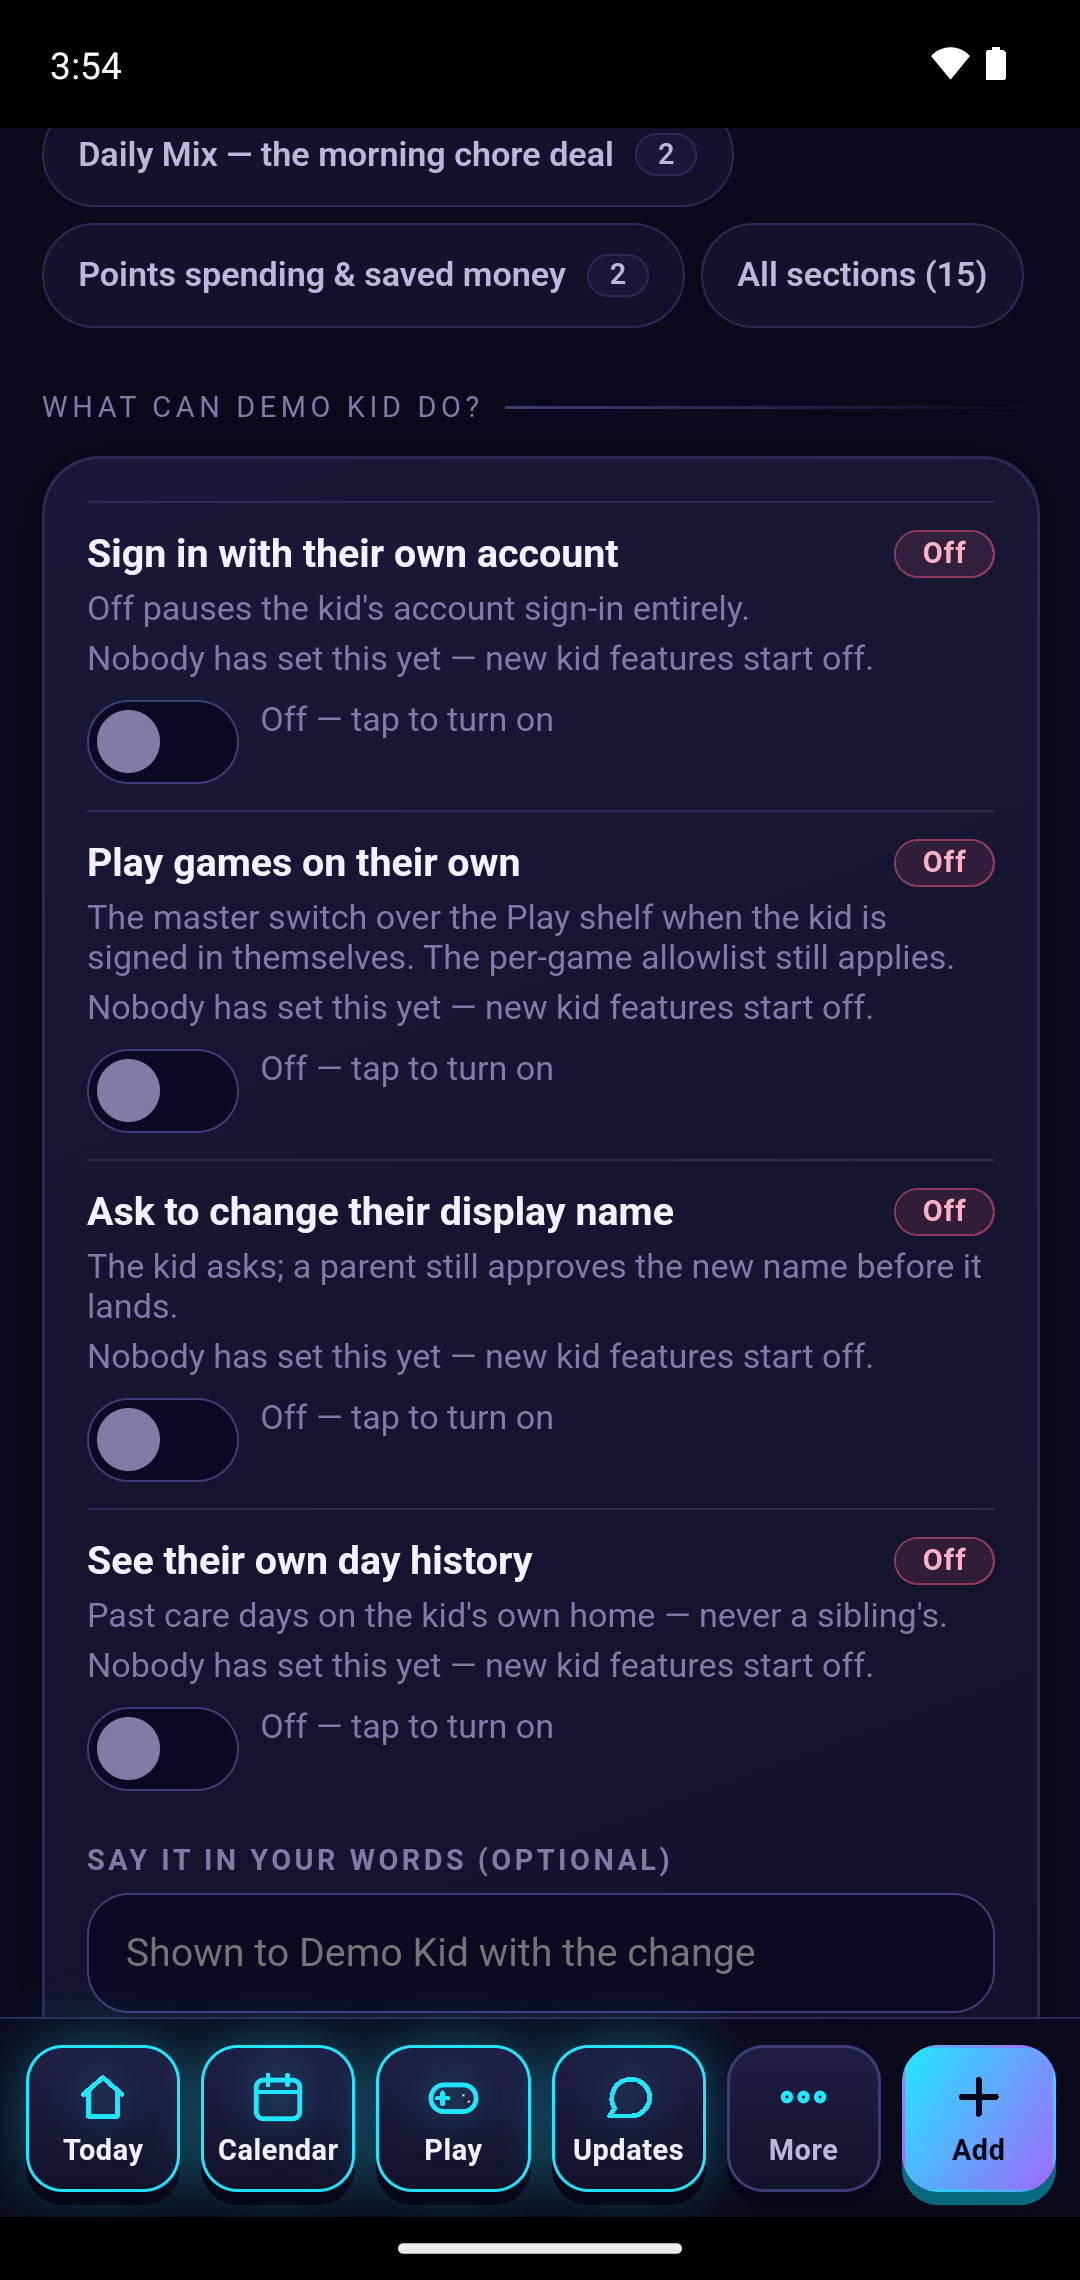 3:54
Daily Mix — the morning chore deal 2
Points spending & saved money 2 All sections (15)
WHAT CAN DEMO KID DO?
Sign in with their own account Off
Off pauses the kid's account sign-in entirely.
Nobody has set this yet — new kid features start off.
Off — tap to turn on
Play games on their own Off
The master switch over the Play shelf when the kid is
signed in themselves. The per-game allowlist still applies.
Nobody has set this yet — new kid features start off.
Off — tap to turn on
Ask to change their display name Off
The kid asks; a parent still approves the new name before it
lands.
Nobody has set this yet — new kid features start off.
Off — tap to turn on
See their own day history Off
Past care days on the kid's own home — never a sibling's.
Nobody has set this yet — new kid features start off.
Off — tap to turn on
SAY IT IN YOUR WORDS (OPTIONAL)
Shown to Demo Kid with the change
Today Calendar Play Updates More Add